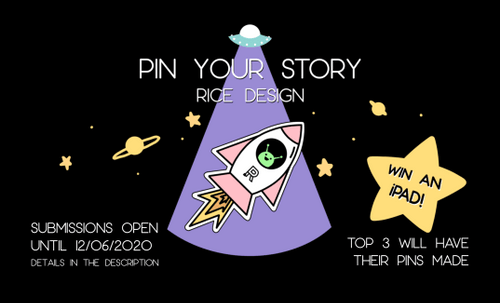 PIN YOUR STORY
RICE DESIGN
R
WIN AN
iPAD!
SUBMISSIONS OPEN
UNTIL 12/06/2020
DETAILS IN THE DESCRIPTION
TOP 3 WILL HAVE
THEIR PINS MADE